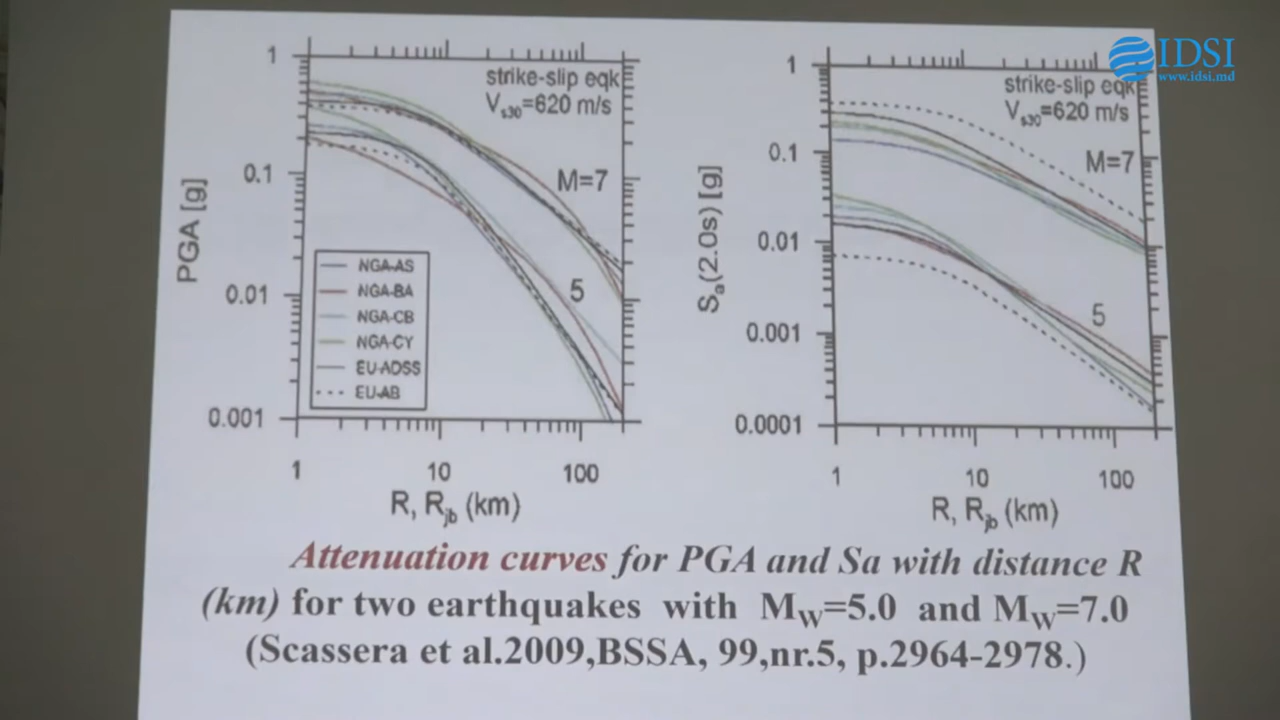 IDSI
www.idsi.md
1
0.1
0.01
0.001
PGA [g]
strike-slip eqk
Vs30=620 m/s
M=7
5
NGA-AS
NGA-BA
NGA-CB
NGA-CY
EU-ADSS
EU-AB
1 10 100
R, Rjb (km)
1
0.1
0.01
0.001
0.0001
Sa(2.0s) [g]
strike-slip eqk
Vs30=620 m/s
M=7
5
1 10 100
R, Rjb (km)
Attenuation curves for PGA and Sa with distance R
(km) for two earthquakes with MW=5.0 and MW=7.0
(Scassera et al.2009,BSSA, 99,nr.5, p.2964-2978.)